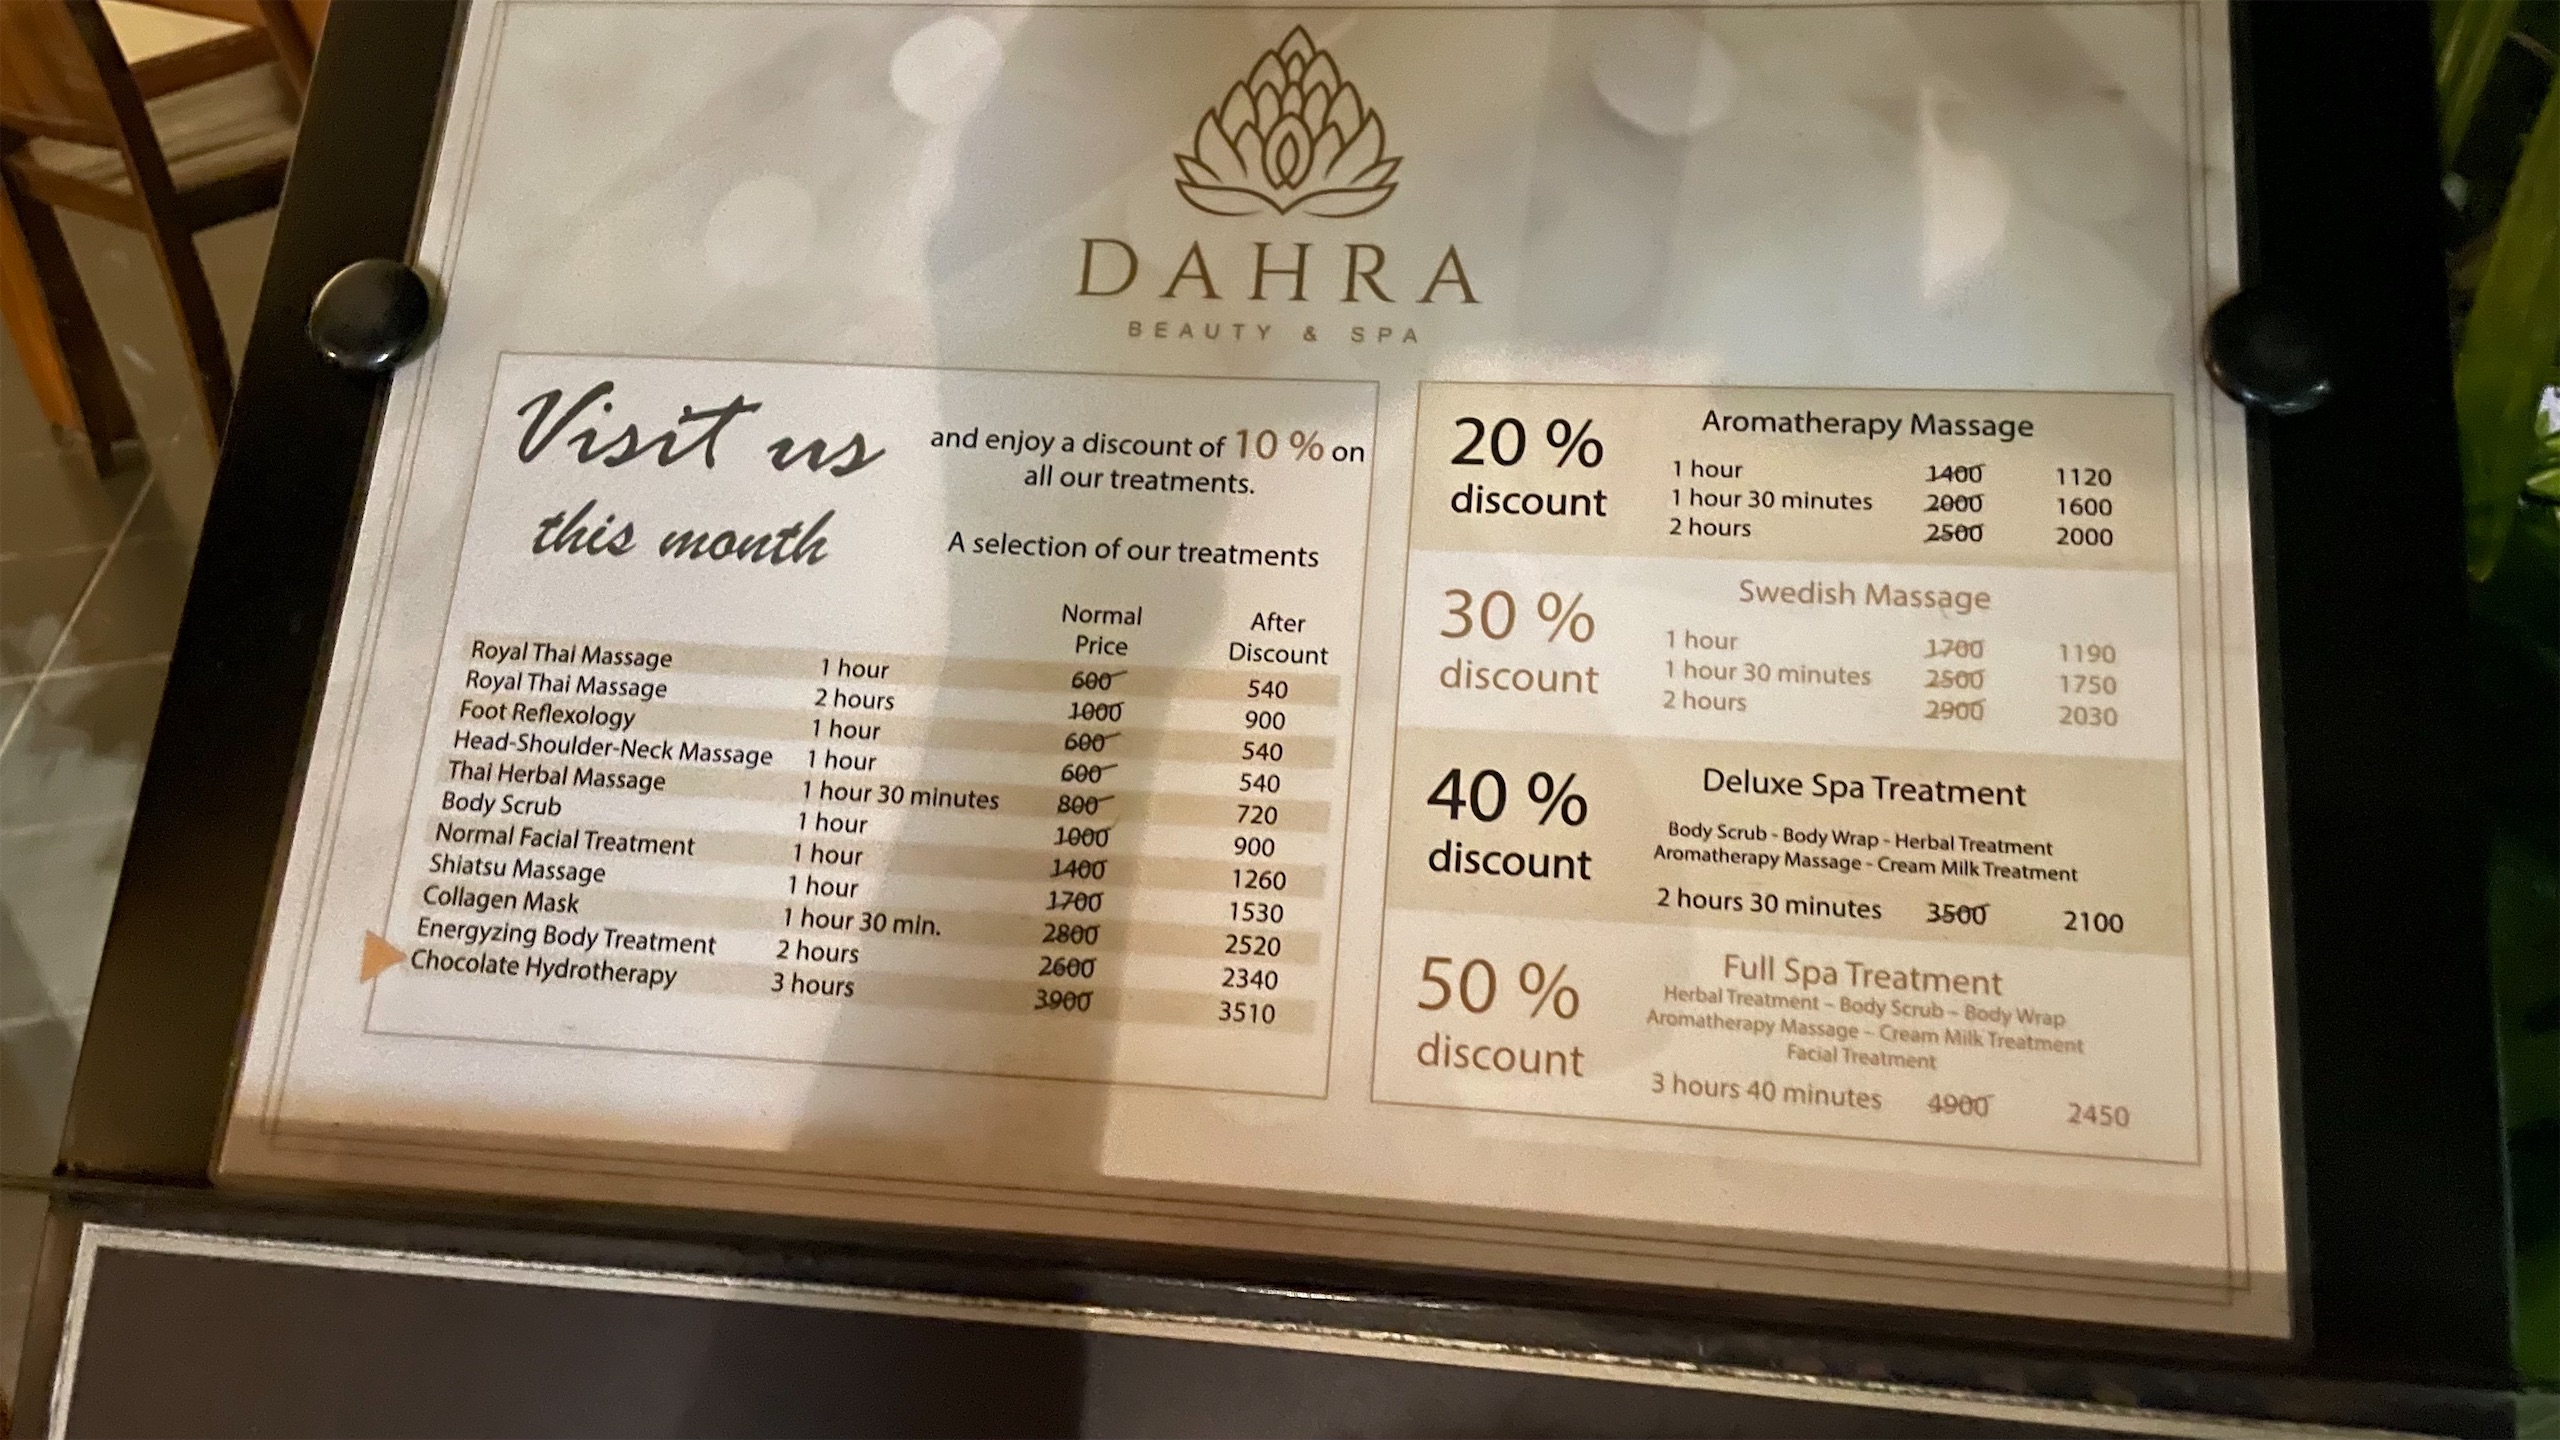 DAHRA
BEAUTY & SPA
Visit us
this month
and enjoy a discount of 10 % on
all our treatments.
A selection of our treatments
Normal Price After Discount
Royal Thai Massage 1 hour 600 540
Royal Thai Massage 2 hours 1000 900
Foot Reflexology 1 hour 600 540
Head-Shoulder-Neck Massage 1 hour 600 540
Thai Herbal Massage 1 hour 30 minutes 800 720
Body Scrub 1 hour 1000 900
Normal Facial Treatment 1 hour 1400 1260
Shiatsu Massage 1 hour 1700 1530
Collagen Mask 1 hour 30 min. 2800 2520
Energyzing Body Treatment 2 hours 2600 2340
Chocolate Hydrotherapy 3 hours 3900 3510
20 %
discount
Aromatherapy Massage
1 hour 1400 1120
1 hour 30 minutes 2000 1600
2 hours 2500 2000
30 %
discount
Swedish Massage
1 hour 1700 1190
1 hour 30 minutes 2500 1750
2 hours 2900 2030
40 %
discount
Deluxe Spa Treatment
Body Scrub - Body Wrap - Herbal Treatment
Aromatherapy Massage - Cream Milk Treatment
2 hours 30 minutes 3500 2100
50 %
discount
Full Spa Treatment
Herbal Treatment – Body Scrub – Body Wrap
Aromatherapy Massage – Cream Milk Treatment
Facial Treatment
3 hours 40 minutes 4900 2450